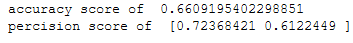 accuracy score of  0.6609195402298851
percision score of  [0.72368421 0.6122449 ]